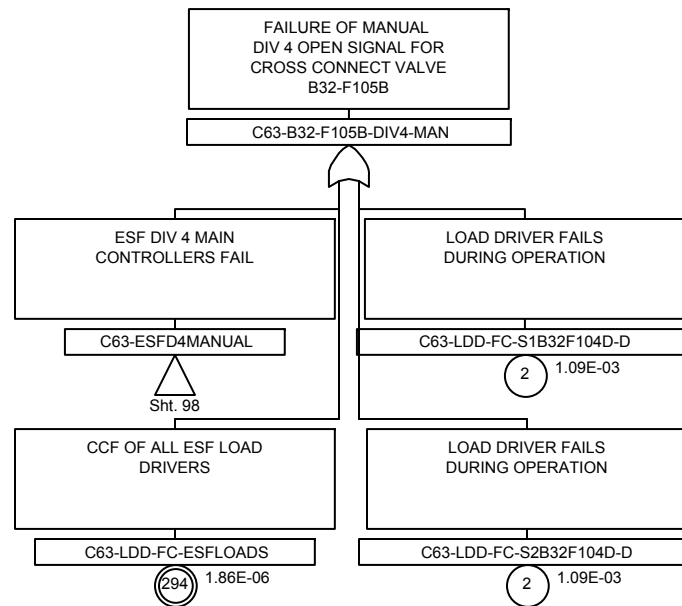 FAILURE OF MANUAL
DIV 4 OPEN SIGNAL FOR
CROSS CONNECT VALVE
B32-F105B
C63-B32-F105B-DIV4-MAN
ESF DIV 4 MAIN
CONTROLLERS FAIL
C63-ESFD4MANUAL
Sht. 98
LOAD DRIVER FAILS
DURING OPERATION
C63-LDD-FC-S1B32F104D-D
2
1.09E-03
CCF OF ALL ESF LOAD
DRIVERS
C63-LDD-FC-ESFLOADS
294
1.86E-06
LOAD DRIVER FAILS
DURING OPERATION
C63-LDD-FC-S2B32F104D-D
2
1.09E-03